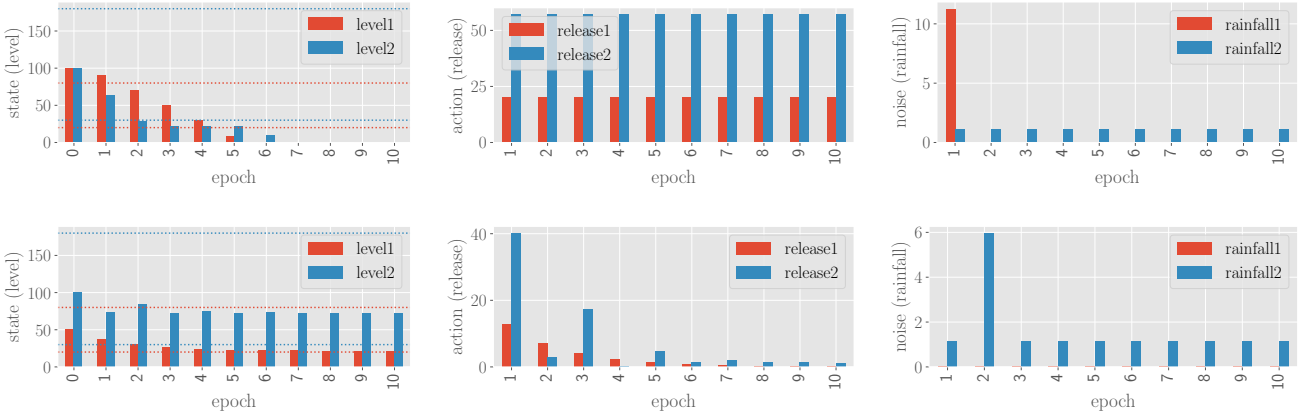 state (level)
150
100
50
0
level1
level2
0 1 2 3 4 5 6 7 8 9 10
epoch
action (release)
50
25
0
release1
release2
1 2 3 4 5 6 7 8 9 10
epoch
noise (rainfall)
10
5
0
rainfall1
rainfall2
1 2 3 4 5 6 7 8 9 10
epoch
state (level)
150
100
50
0
level1
level2
0 1 2 3 4 5 6 7 8 9 10
epoch
action (release)
40
20
0
release1
release2
1 2 3 4 5 6 7 8 9 10
epoch
noise (rainfall)
6
4
2
0
rainfall1
rainfall2
1 2 3 4 5 6 7 8 9 10
epoch